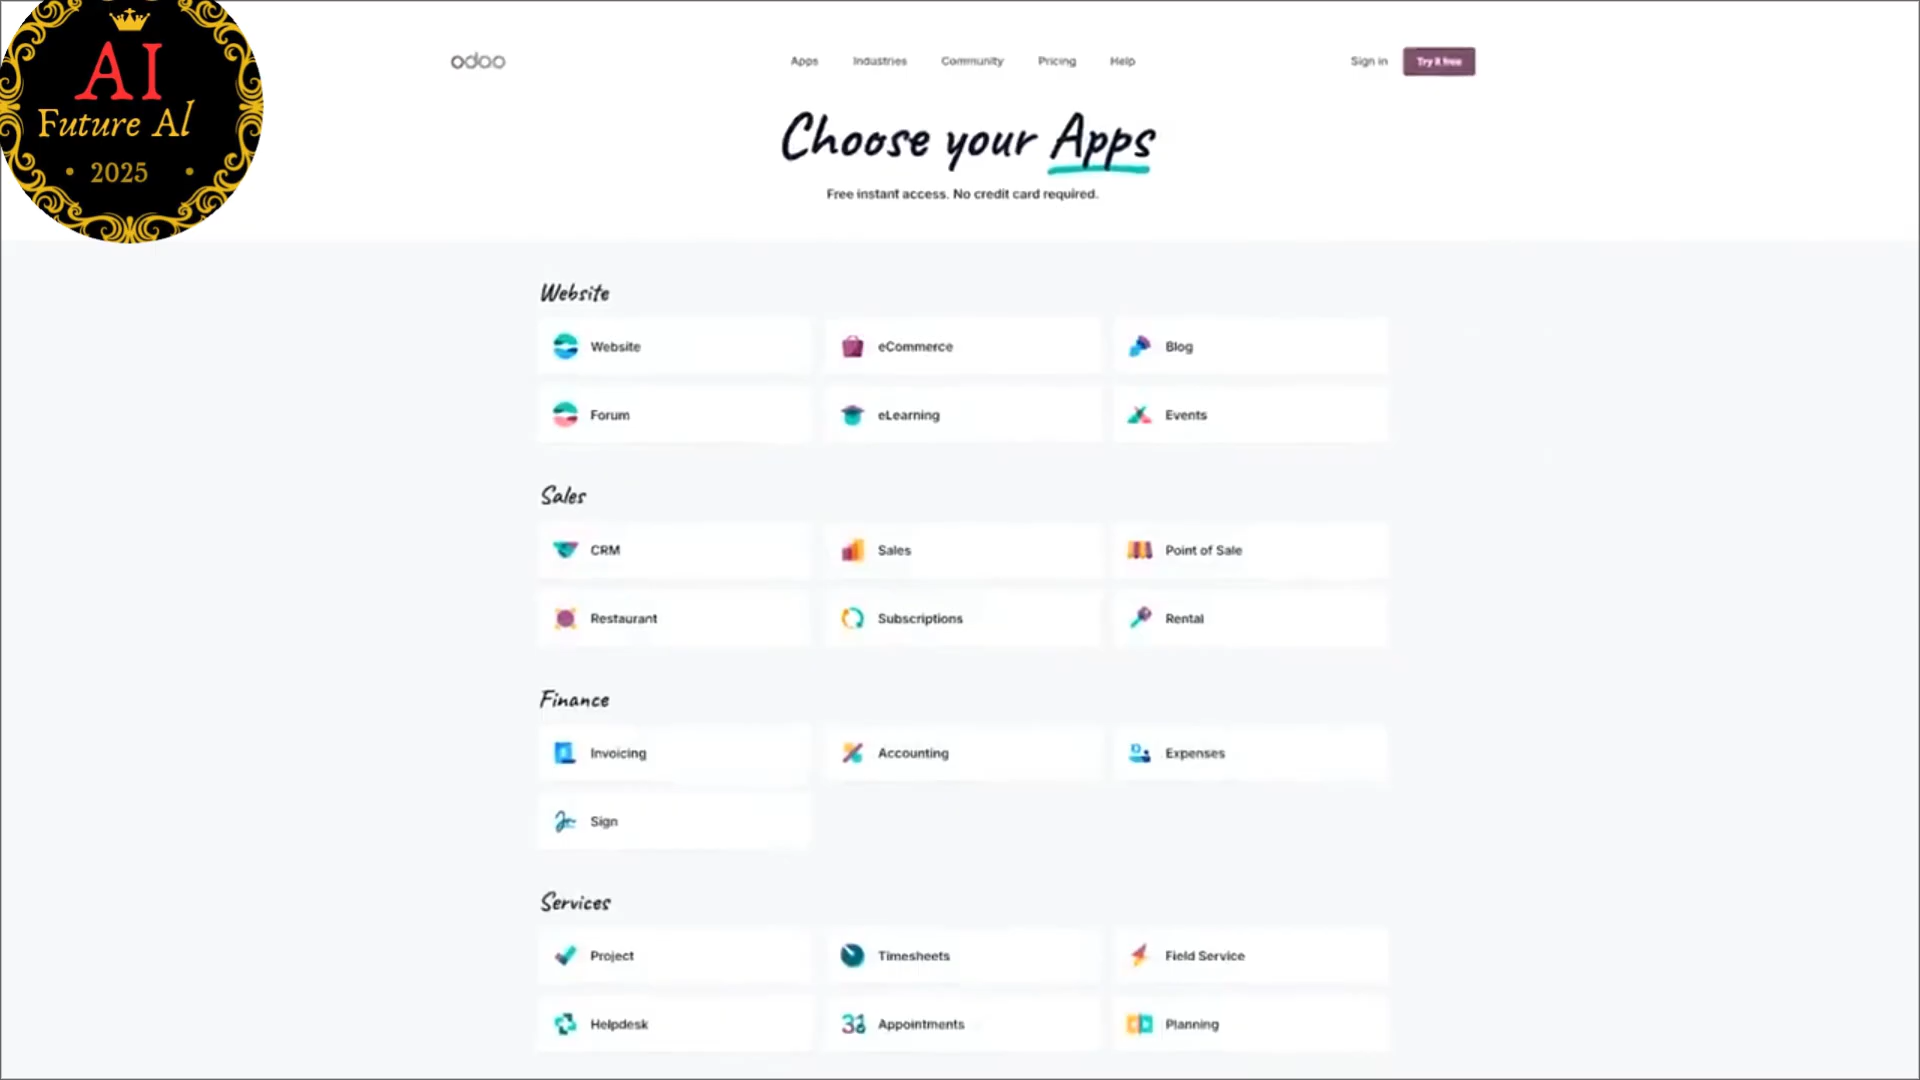 AI
Future Al
• 2025 •
odoo
Apps Industries Community Pricing Help
Sign in Try it free
Choose your Apps
Free instant access. No credit card required.
Website
Website eCommerce Blog
Forum eLearning Events
Sales
CRM Sales Point of Sale
Restaurant Subscriptions Rental
Finance
Invoicing Accounting Expenses
Sign
Services
Project Timesheets Field Service
Helpdesk Appointments Planning